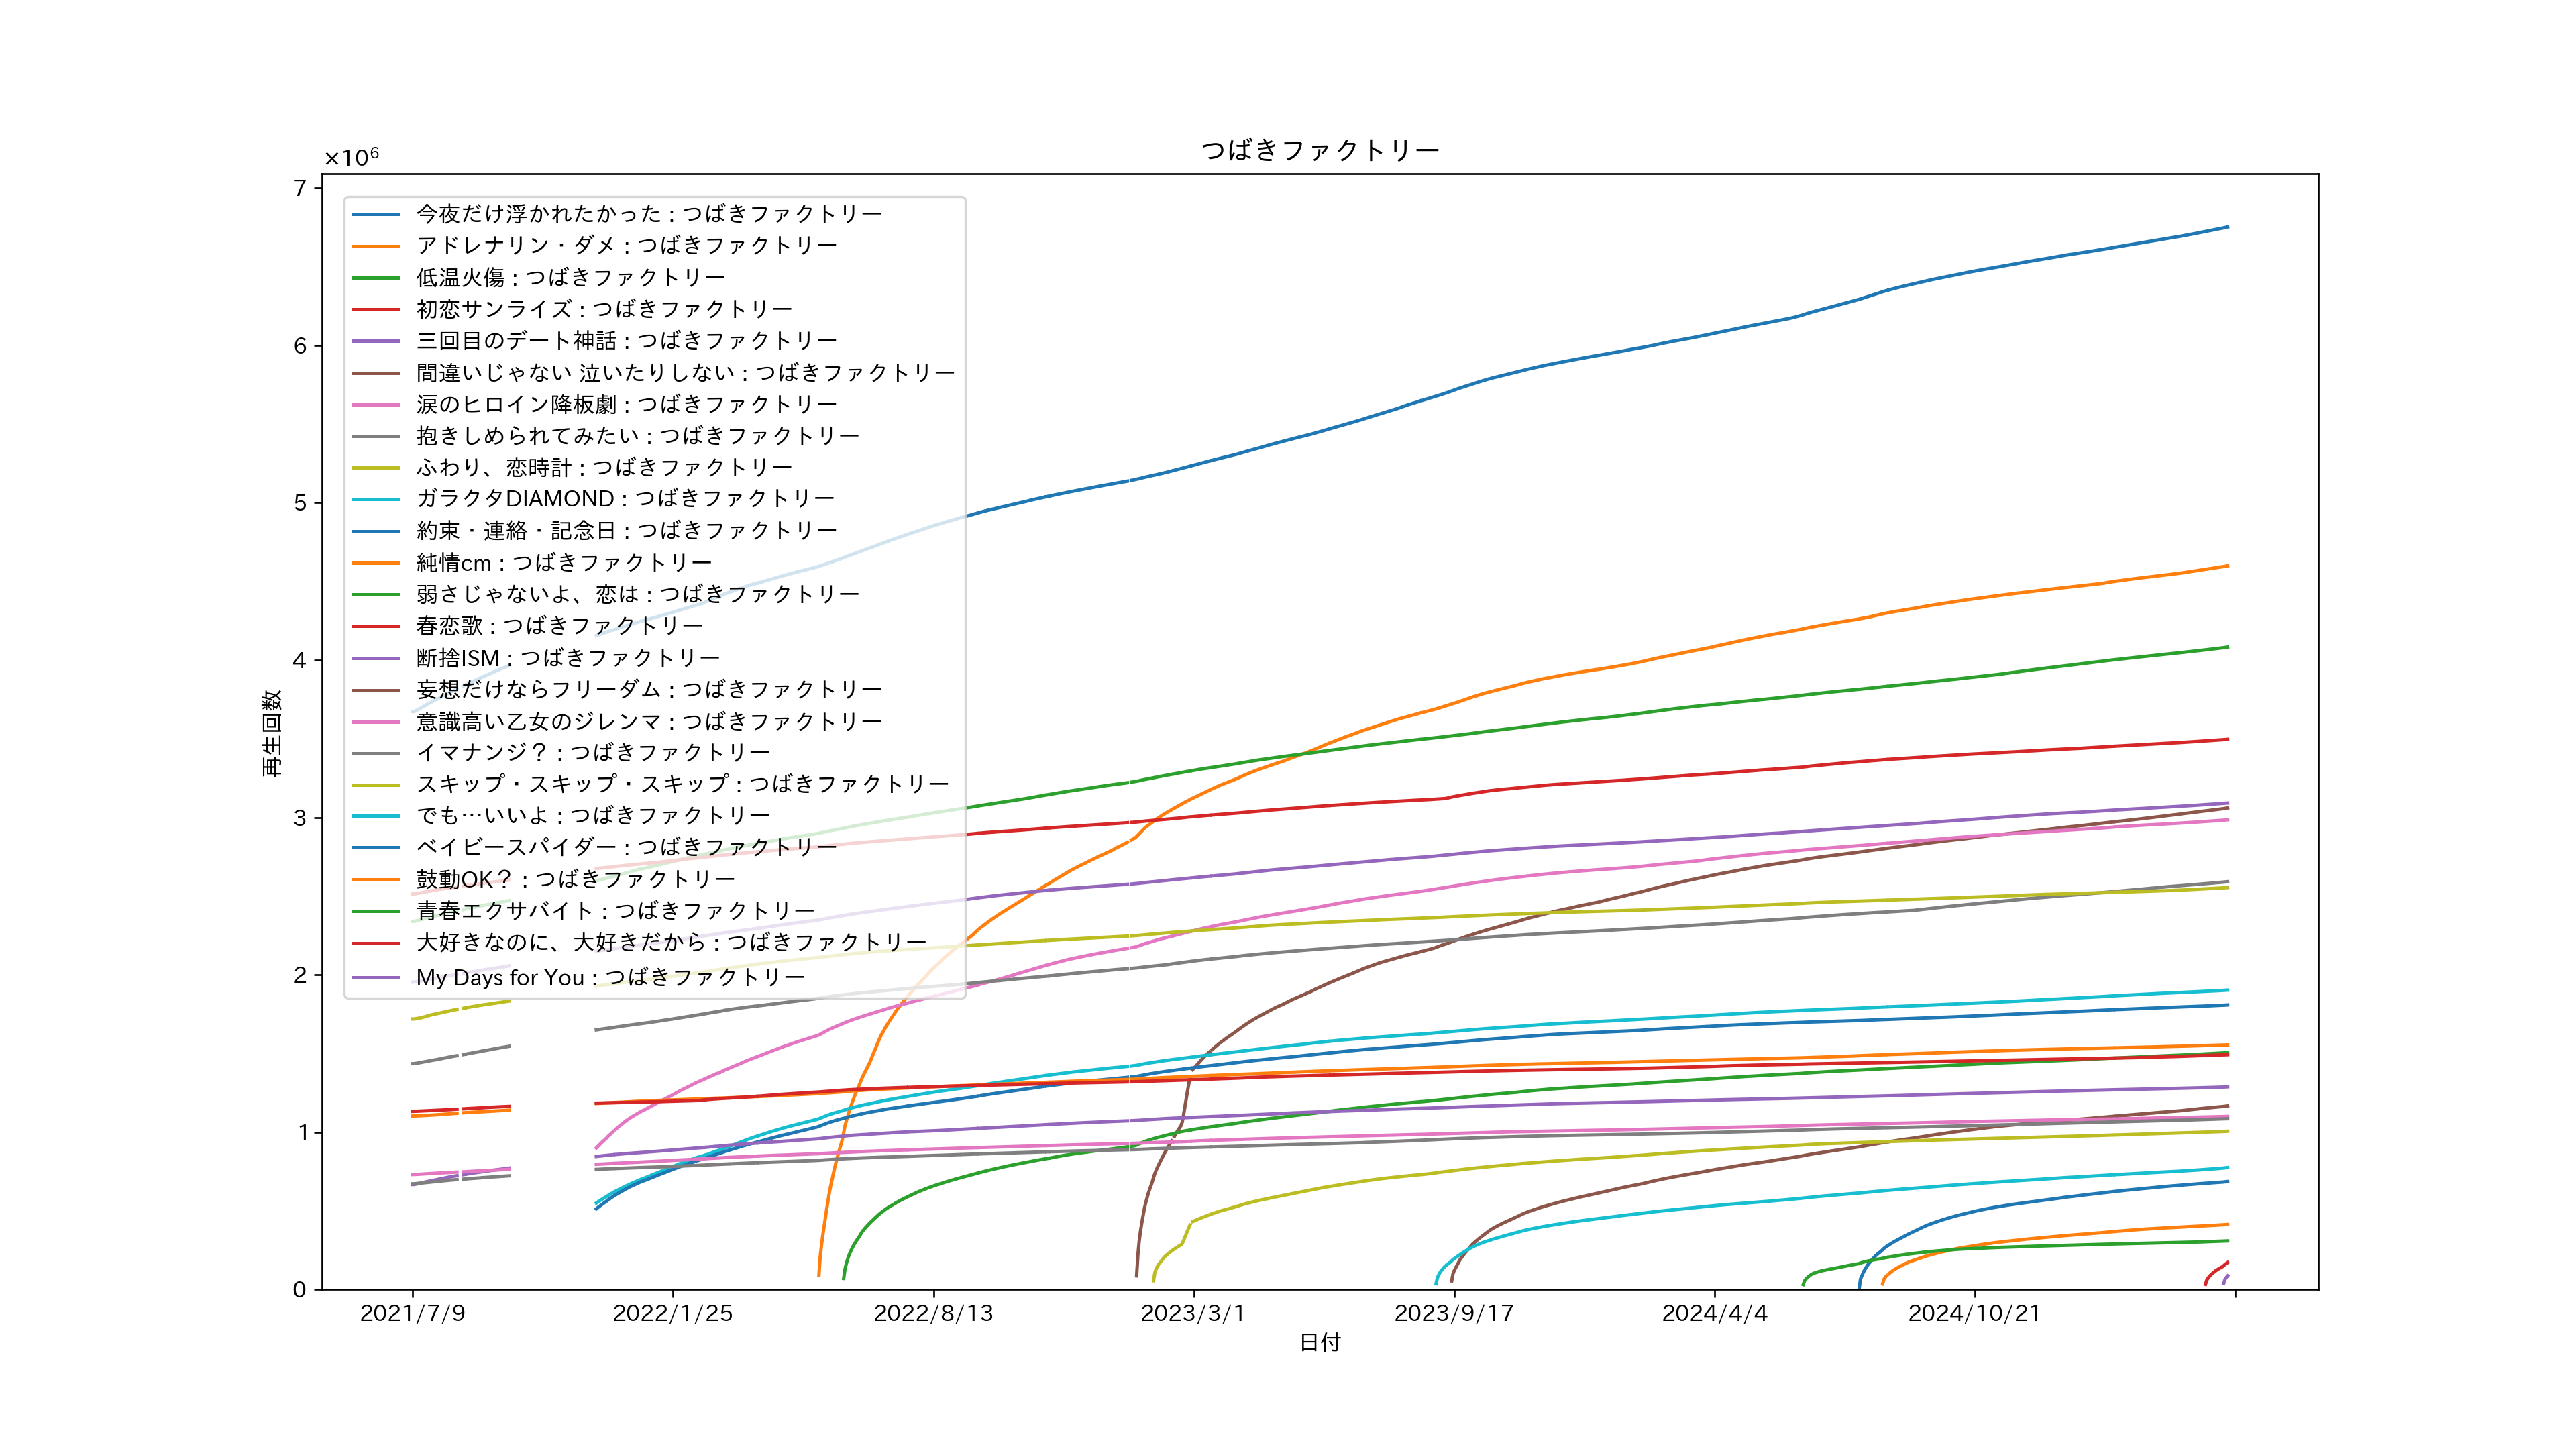 つばきファクトリー
×10⁶
7
6
5
4
3
2
1
0
再生回数
今夜だけ浮かれたかった : つばきファクトリー
アドレナリン・ダメ : つばきファクトリー
低温火傷 : つばきファクトリー
初恋サンライズ : つばきファクトリー
三回目のデート神話 : つばきファクトリー
間違いじゃない 泣いたりしない : つばきファクトリー
涙のヒロイン降板劇 : つばきファクトリー
抱きしめられてみたい : つばきファクトリー
ふわり、恋時計 : つばきファクトリー
ガラクタDIAMOND : つばきファクトリー
約束・連絡・記念日 : つばきファクトリー
純情cm : つばきファクトリー
弱さじゃないよ、恋は : つばきファクトリー
春恋歌 : つばきファクトリー
断捨ISM : つばきファクトリー
妄想だけならフリーダム : つばきファクトリー
意識高い乙女のジレンマ : つばきファクトリー
イマナンジ？ : つばきファクトリー
スキップ・スキップ・スキップ : つばきファクトリー
でも…いいよ : つばきファクトリー
ベイビースパイダー : つばきファクトリー
鼓動OK？ : つばきファクトリー
青春エクサバイト : つばきファクトリー
大好きなのに、大好きだから : つばきファクトリー
My Days for You : つばきファクトリー
2021/7/9 2022/1/25 2022/8/13 2023/3/1 2023/9/17 2024/4/4 2024/10/21
日付